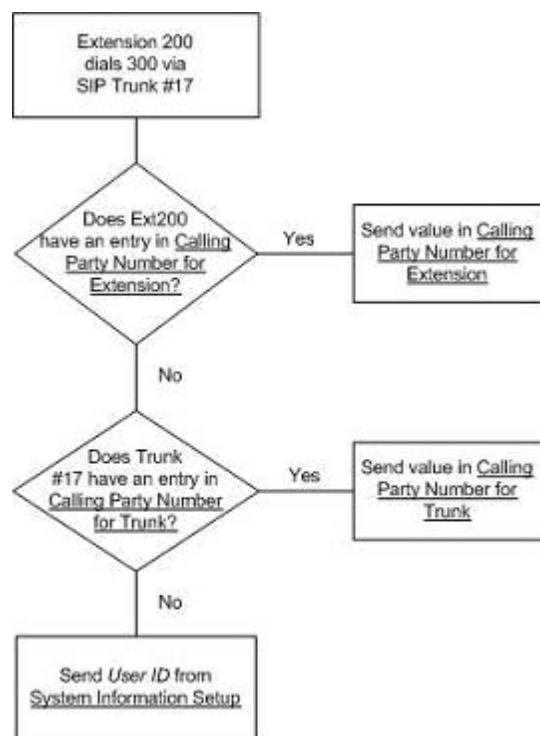 Extension 200
dials 300 via
SIP Trunk #17
Does Ext200
have an entry in Calling
Party Number for
Extension?
Yes
Send value in Calling
Party Number for
Extension
No
Does Trunk
#17 have an entry in
Calling Party Number
for Trunk?
Yes
Send value in Calling
Party Number for
Trunk
No
Send User ID from
System Information Setup